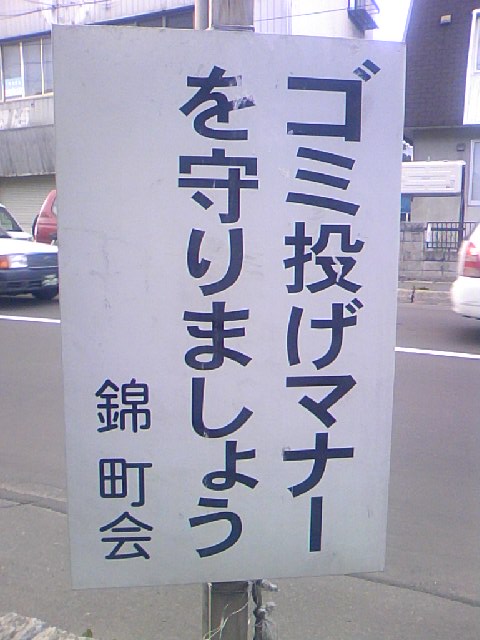 ゴミ投げマナー
を守りましょう
錦町会